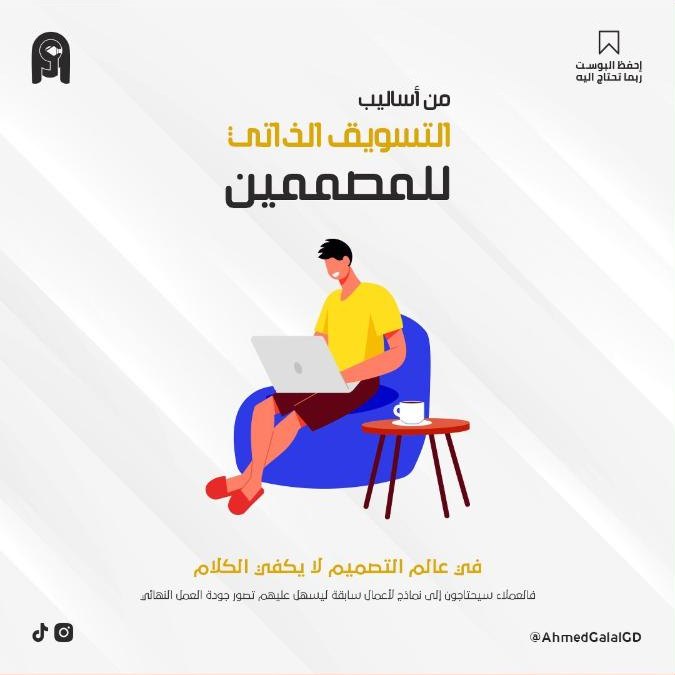 إحفظ البوست
ربما تحتاج اليه
من أساليب
التسويق الذاتي
للمصممين
في عالم التصميم لا يكفي الكلام
فالعملاء سيحتاجون إلى نماذج لأعمال سابقة ليسهل عليهم تصور جودة العمل النهائي
@AhmedGalalGD